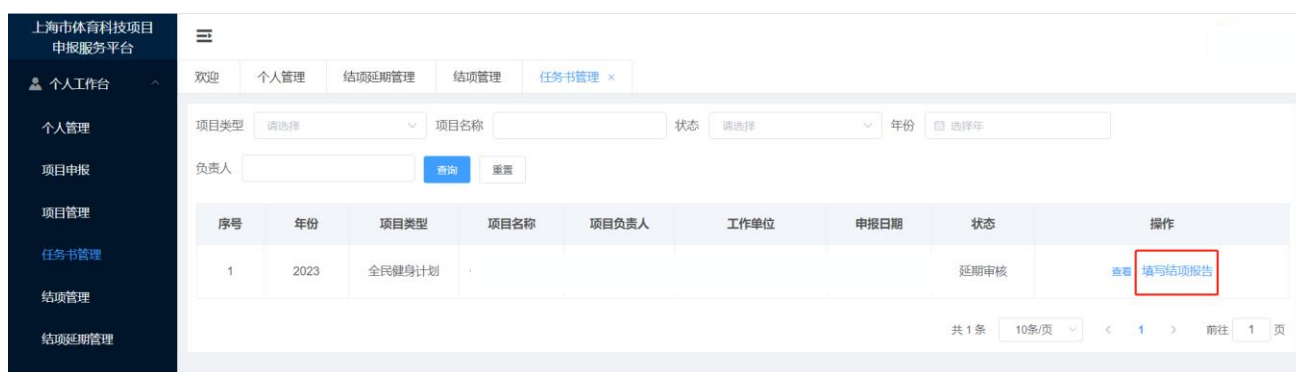 上海市体育科技项目
申报服务平台
个人工作台
个人管理
项目申报
项目管理
任务书管理
结项管理
结项延期管理
欢迎 个人管理 结项延期管理 结项管理 任务书管理 ×
项目类型 请选择 项目名称 状态 请选择 年份 选择年
负责人 查询 重置
序号 年份 项目类型 项目名称 项目负责人 工作单位 申报日期 状态 操作
1 2023 全民健身计划 延期审核 查看 填写结项报告
共 1 条 10条/页 < 1 > 前往 1 页